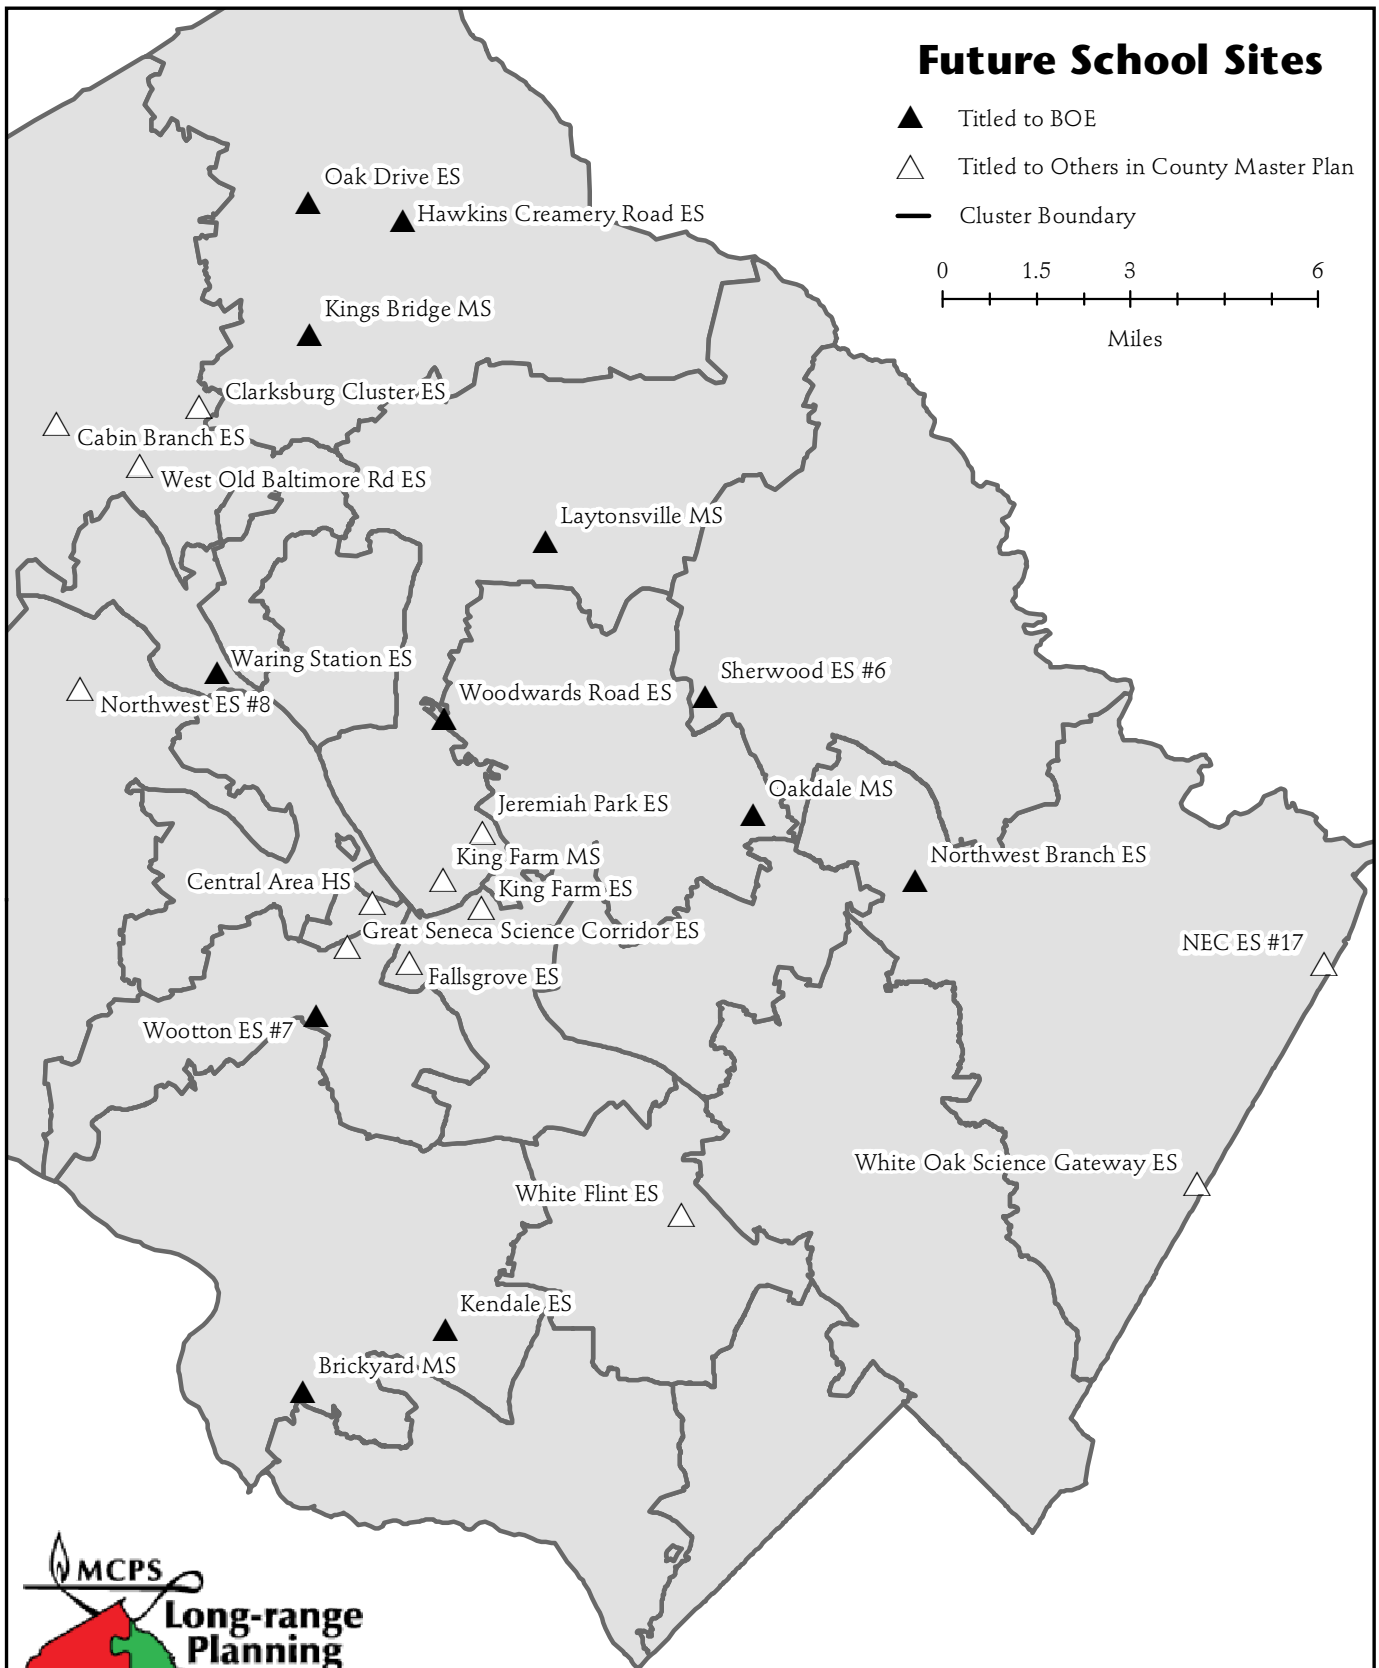 Future School Sites
Titled to BOE
Titled to Others in County Master Plan
Cluster Boundary
0 1.5 3 6
Miles
Oak Drive ES
Hawkins Creamery Road ES
Kings Bridge MS
Clarksburg Cluster ES
Cabin Branch ES
West Old Baltimore Rd ES
Laytonsville MS
Waring Station ES
Sherwood ES #6
Woodwards Road ES
Northwest ES #8
Oakdale MS
Jeremiah Park ES
King Farm MS
Northwest Branch ES
Central Area HS
King Farm ES
Great Seneca Science Corridor ES
NEC ES #17
Fallsgrove ES
Wootton ES #7
White Oak Science Gateway ES
White Flint ES
Kendale ES
Brickyard MS
MCPS
Long-range
Planning